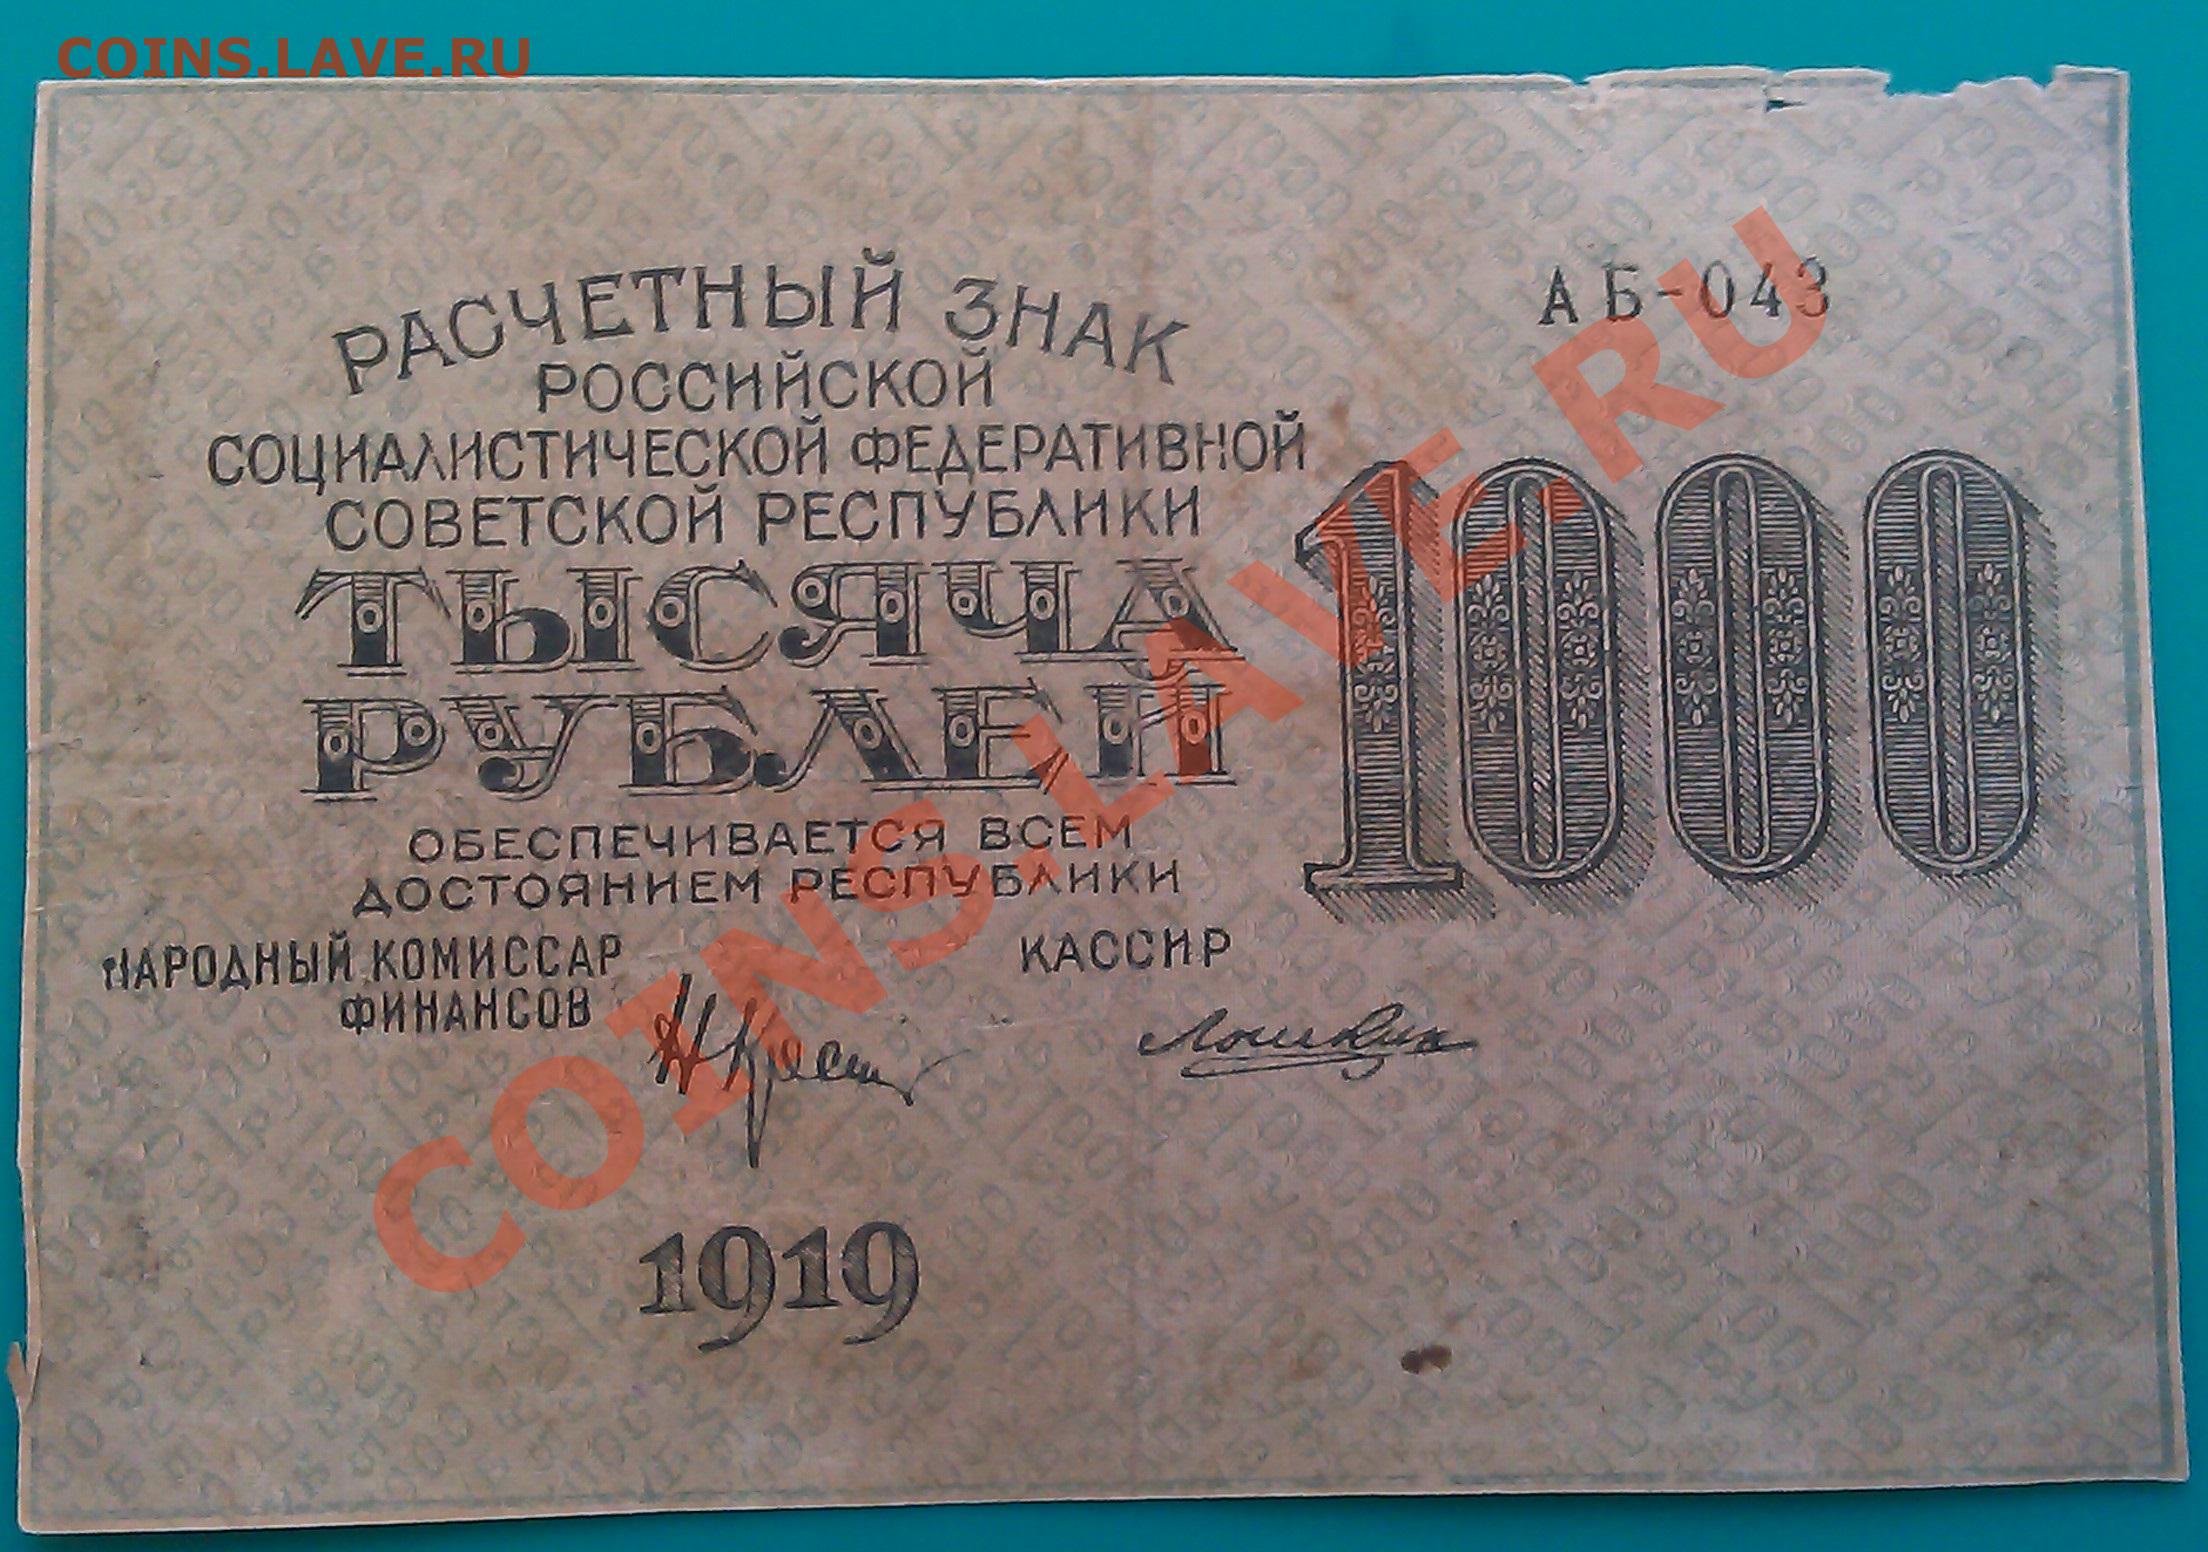 COINS.LAVE.RU
РАСЧЕТНЫЙ ЗНАК
РОССИЙСКОЙ
СОЦИАЛИСТИЧЕСКОЙ ФЕДЕРАТИВНОЙ
СОВЕТСКОЙ РЕСПУБЛИКИ
ТЫСЯЧА
РУБЛЕЙ
ОБЕСПЕЧИВАЕТСЯ ВСЕМ
ДОСТОЯНИЕМ РЕСПУБЛИКИ
НАРОДНЫЙ КОМИССАР
ФИНАНСОВ
КАССИР
1919
АБ-043
1000
COINS.LAVE.RU